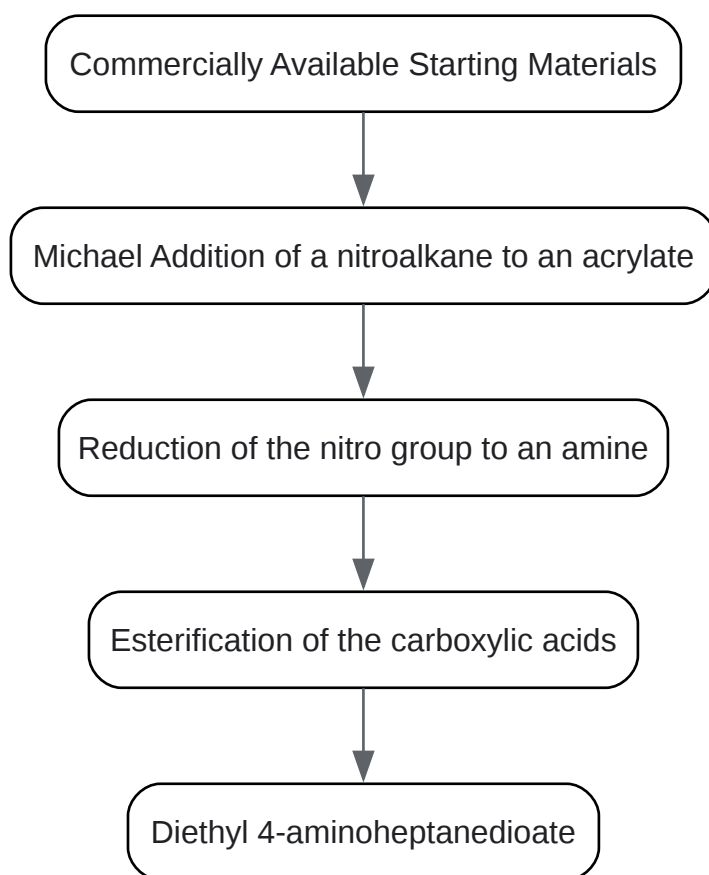 Commercially Available Starting Materials
Michael Addition of a nitroalkane to an acrylate
Reduction of the nitro group to an amine
Esterification of the carboxylic acids
Diethyl 4-aminoheptanedioate